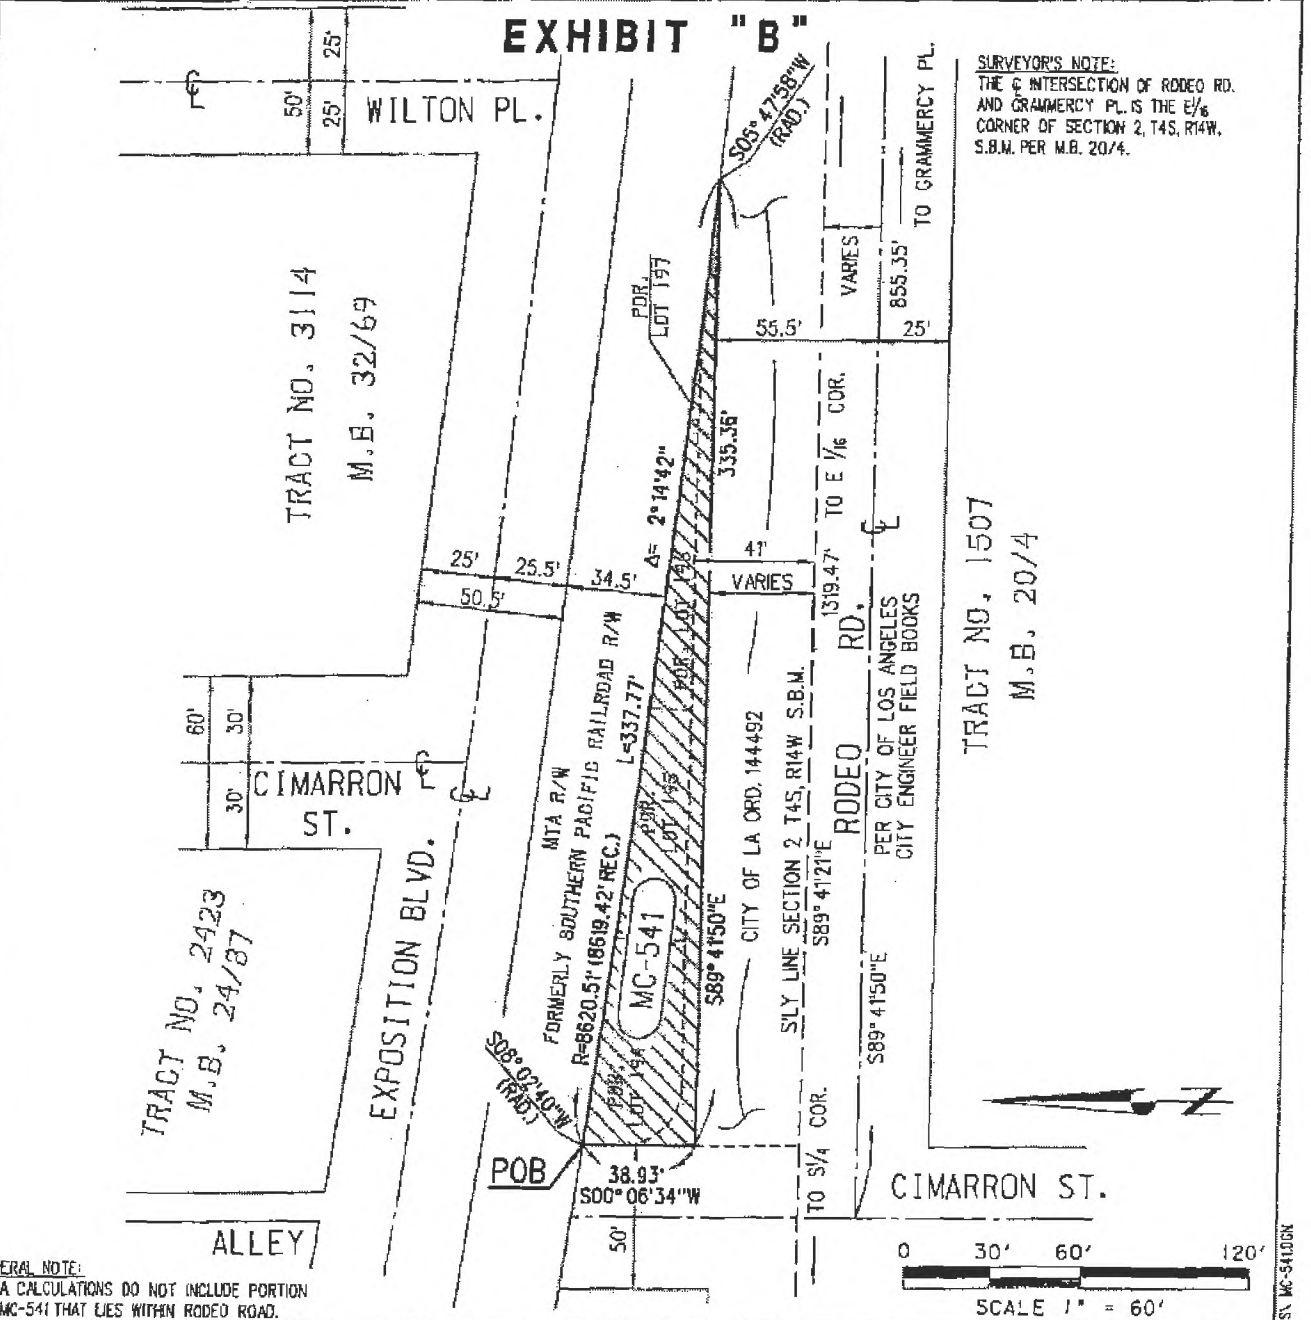 EXHIBIT "B"
SURVEYOR'S NOTE:
THE ℄ INTERSECTION OF RODEO RD.
AND GRAMMERCY PL. IS THE E1/16
CORNER OF SECTION 2, T4S, R14W,
S.B.M. PER M.B. 20/4.
25'
50'
25'
℄
WILTON PL.
S05°47'58"W
(RAD.)
TO GRAMMERCY PL.
855.35'
VARIES
TRACT NO. 3114
M.B. 32/69
POR.
LOT 197
55.5'
25'
335.36'
1319.47' TO E 1/16 COR.
Δ= 2°14'42"
41'
VARIES
℄
25'
25.5'
34.5'
50.5'
POR. LOT
TRACT NO. 1507
M.B. 20/4
60'
30'
30'
CIMARRON
ST.
℄
℄
MTA R/W
FORMERLY SOUTHERN PACIFIC RAILROAD R/W
R=8620.51' (8619.42' REC.)
L=337.77'
POR.
LOT
MC-541
S89°41'50"E
CITY OF LA ORD. 144492
S'LY LINE SECTION 2 T4S, R14W S.B.M.
S89°41'21"E
RODEO RD.
PER CITY OF LOS ANGELES
CITY ENGINEER FIELD BOOKS
S89°41'50"E
TRACT NO. 2423
M.B. 24/87
EXPOSITION BLVD.
S08°02'40"W
(RAD.)
POR.
LOT
N
POB
38.93'
S00°06'34"W
TO S1/4 COR.
CIMARRON ST.
50'
ALLEY
ERAL NOTE:
A CALCULATIONS DO NOT INCLUDE PORTION
MC-541 THAT LIES WITHIN RODEO ROAD.
0 30' 60' 120'
SCALE 1" = 60'
S\ MC-541.DGN